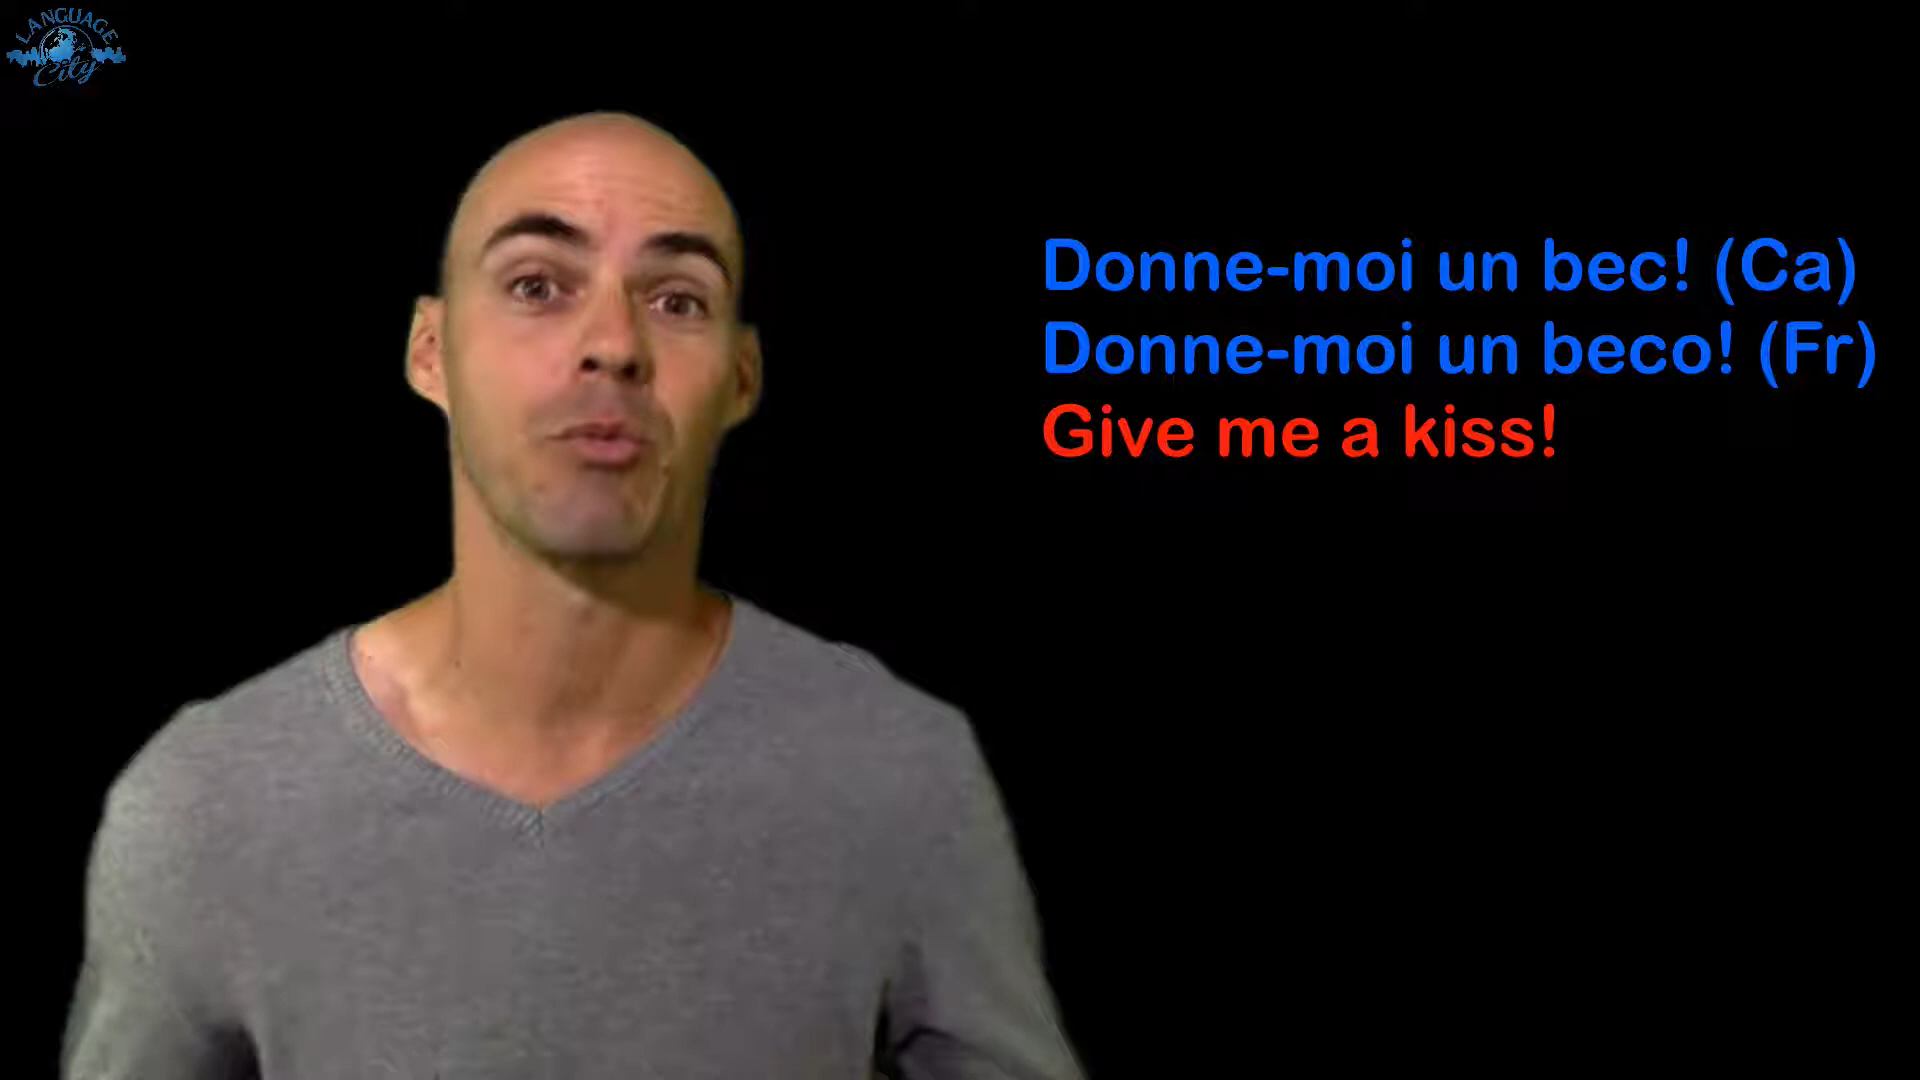 LANGUAGE
City
Donne-moi un bec! (Ca)
Donne-moi un beco! (Fr)
Give me a kiss!